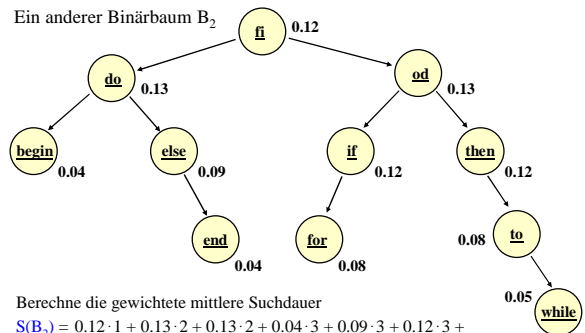 Ein anderer Binärbaum B₂
fi 0.12
do 0.13
od 0.13
begin 0.04
else 0.09
if 0.12
then 0.12
end 0.04
for 0.08
0.08 to
0.05 while
Berechne die gewichtete mittlere Suchdauer
S(B₂) = 0.12·1 + 0.13·2 + 0.13·2 + 0.04·3 + 0.09·3 + 0.12·3 +